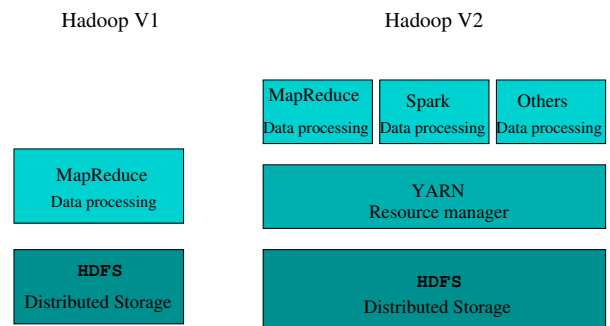 Hadoop V1
Hadoop V2
MapReduce
Data processing
Spark
Data processing
Others
Data processing
MapReduce
Data processing
YARN
Resource manager
HDFS
Distributed Storage
HDFS
Distributed Storage